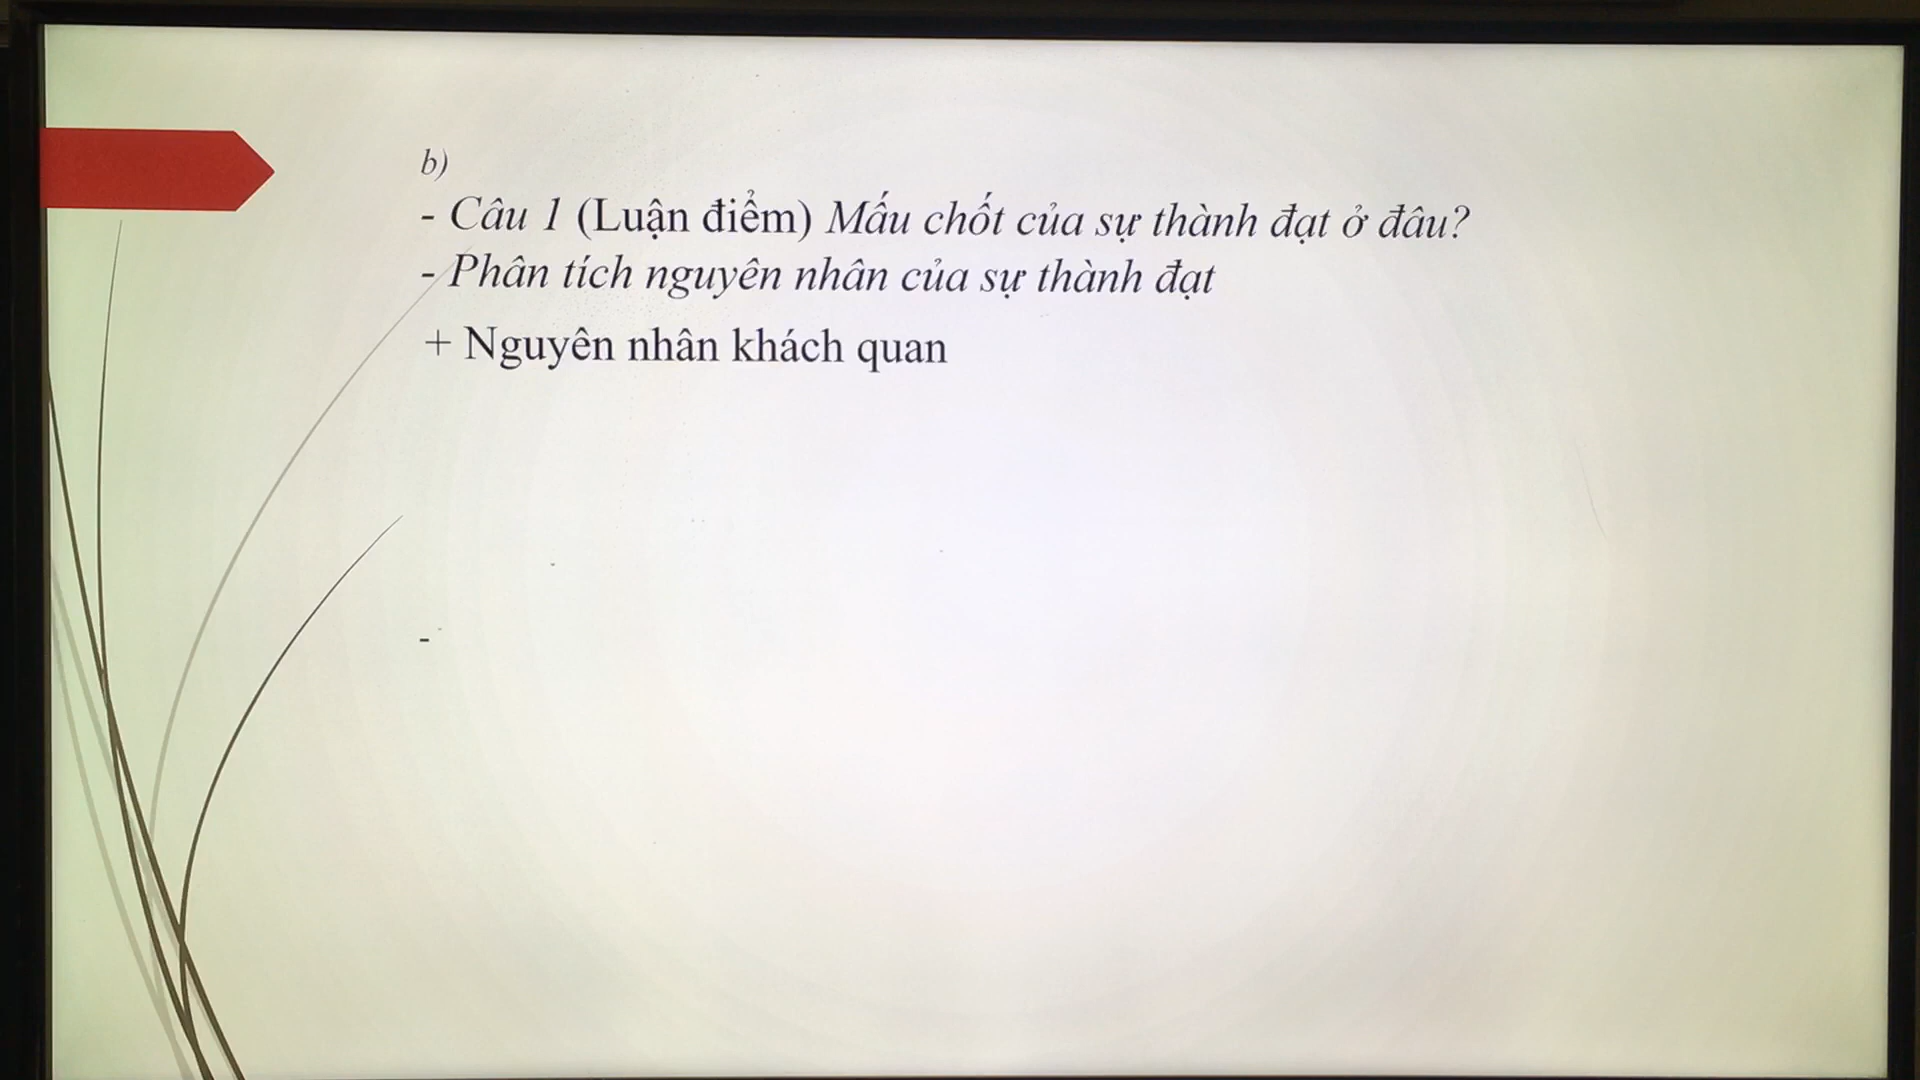 b)
- Câu 1 (Luận điểm) Mấu chốt của sự thành đạt ở đâu?
- Phân tích nguyên nhân của sự thành đạt
+ Nguyên nhân khách quan
-